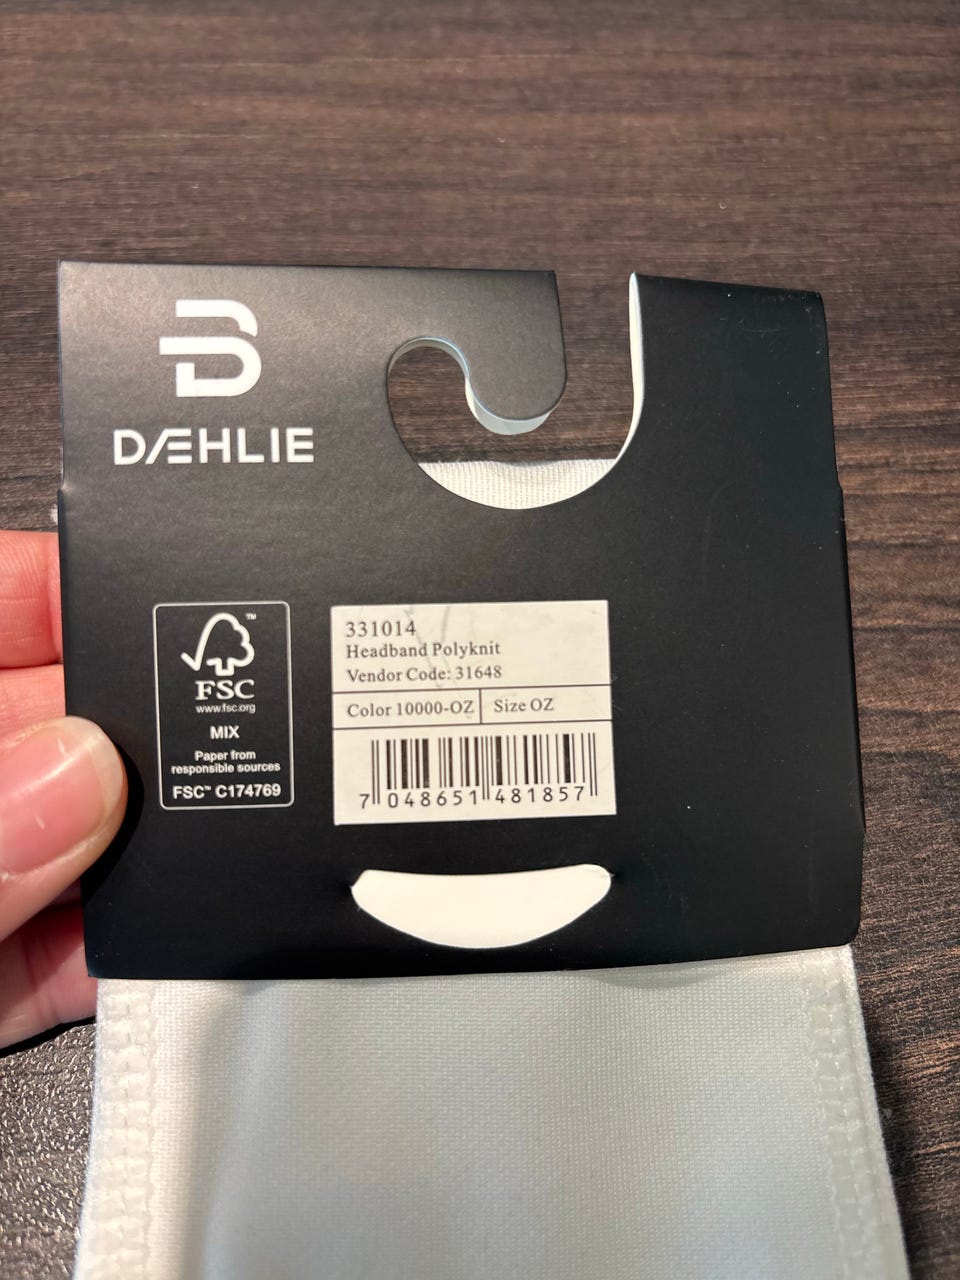 DÆHLIE
FSC
™
www.fsc.org
MIX
Paper from
responsible sources
FSC™ C174769
331014
Headband Polyknit
Vendor Code: 31648
Color 10000-OZ Size OZ
7 048651 481857